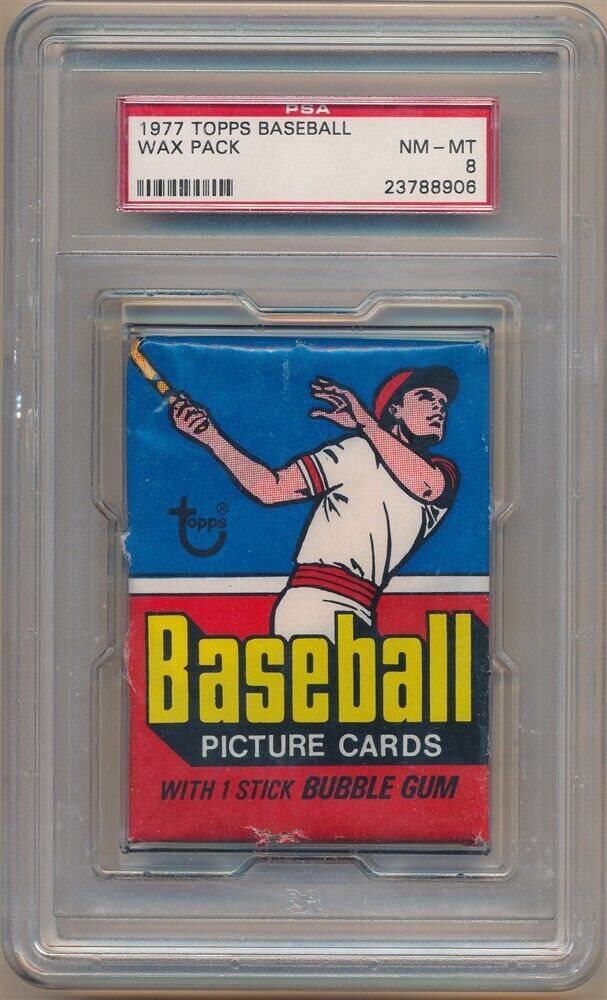 PSA
1977 TOPPS BASEBALL
WAX PACK NM-MT
8
23788906
topps®
Baseball
PICTURE CARDS
WITH 1 STICK BUBBLE GUM